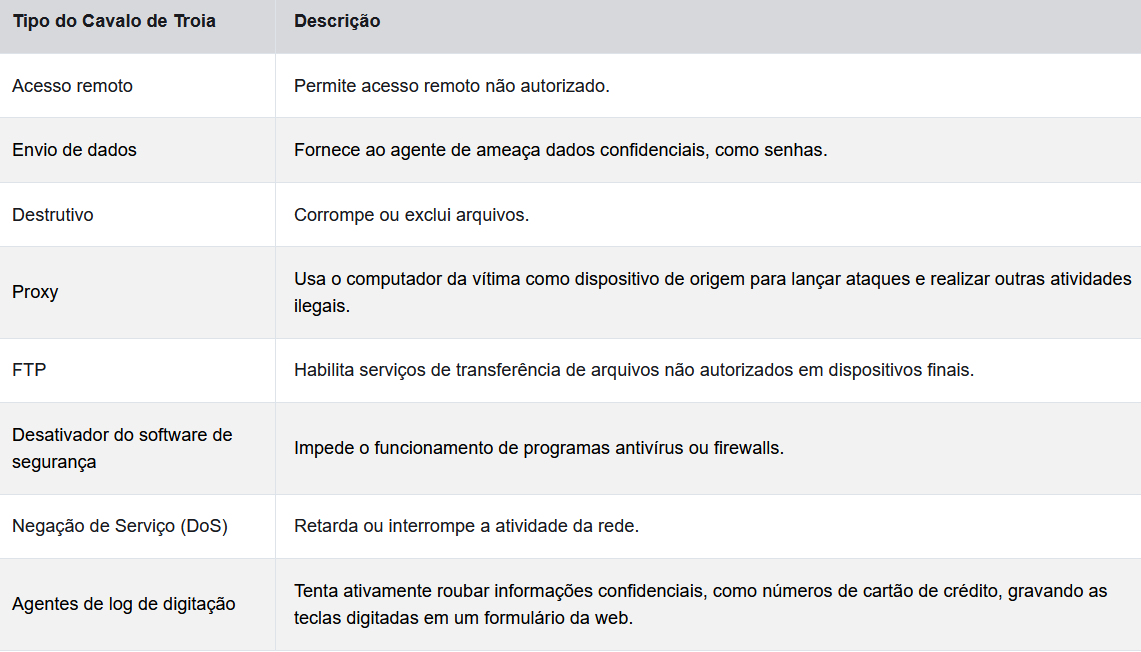 Tipo do Cavalo de Troia	Descrição
Acesso remoto	Permite acesso remoto não autorizado.
Envio de dados	Fornece ao agente de ameaça dados confidenciais, como senhas.
Destrutivo	Corrompe ou exclui arquivos.
Proxy	Usa o computador da vítima como dispositivo de origem para lançar ataques e realizar outras atividades
ilegais.
FTP	Habilita serviços de transferência de arquivos não autorizados em dispositivos finais.
Desativador do software de
segurança
Impede o funcionamento de programas antivírus ou firewalls.
Negação de Serviço (DoS)	Retarda ou interrompe a atividade da rede.
Agentes de log de digitação	Tenta ativamente roubar informações confidenciais, como números de cartão de crédito, gravando as
teclas digitadas em um formulário da web.